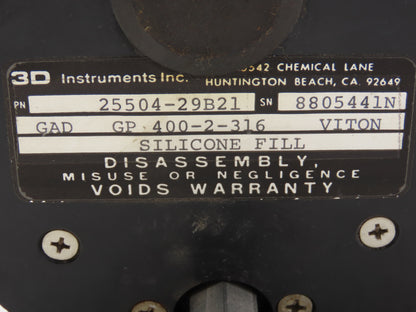 CHEMICAL LANE
3D Instruments Inc. HUNTINGTON BEACH, CA. 92649
PN 25504-29B21 SN 8805441N
GAD GP 400-2-316 VITON
SILICONE FILL
DISASSEMBLY,
MISUSE OR NEGLIGENCE
VOIDS WARRANTY